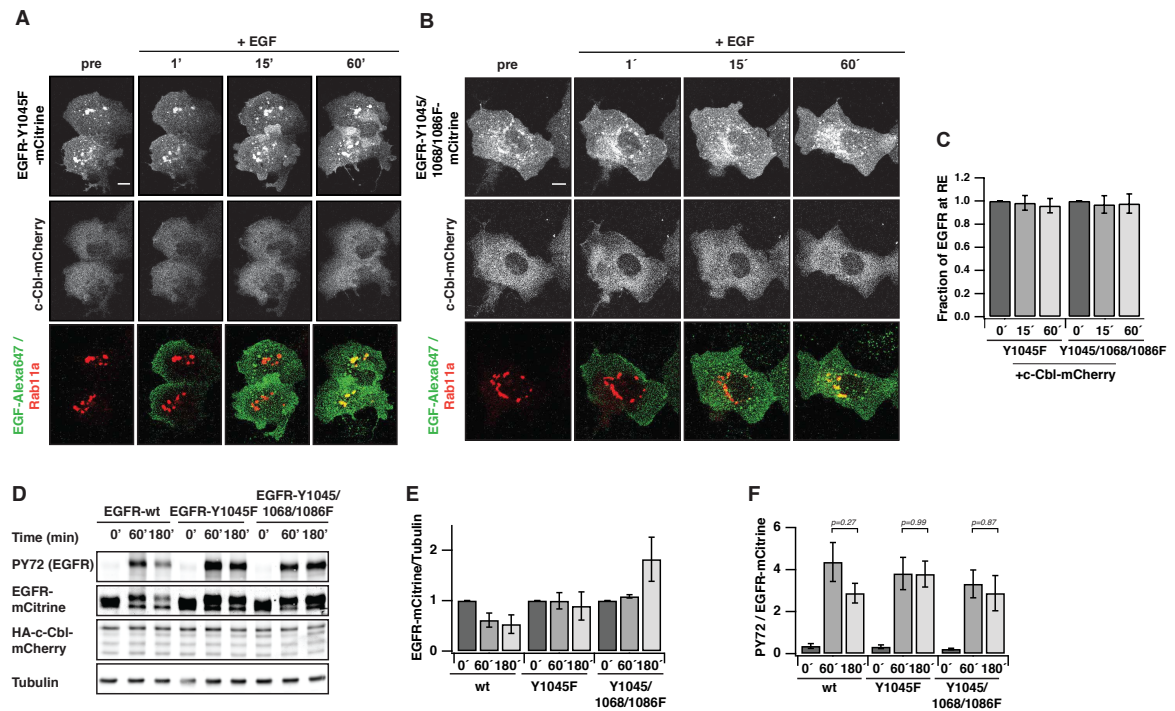 A
+ EGF
pre 1' 15' 60'
EGFR-Y1045F
-mCitrine
c-Cbl-mCherry
EGF-Alexa647 /
Rab11a
B
+ EGF
pre 1´ 15´ 60´
EGFR-Y1045/
1068/1086F-
mCitrine
c-Cbl-mCherry
EGF-Alexa647 /
Rab11a
C
Fraction of EGFR at RE
1.2
1.0
0.8
0.6
0.4
0.2
0.0
0´ 15´ 60´ 0´ 15´ 60´
Y1045F Y1045/1068/1086F
+c-Cbl-mCherry
D
EGFR-wt EGFR-Y1045F EGFR-Y1045/
1068/1086F
Time (min) 0' 60' 180' 0' 60' 180' 0' 60' 180'
PY72 (EGFR)
EGFR-
mCitrine
HA-c-Cbl-
mCherry
Tubulin
E
EGFR-mCitrine/Tubulin
2
1
0
0´ 60´ 180´ 0´ 60´ 180´ 0´ 60´ 180´
wt Y1045F Y1045/
1068/1086F
F
PY72 / EGFR-mCitrine
6
4
2
0
p=0.27 p=0.99 p=0.87
0´ 60´ 180´ 0´ 60´ 180´ 0´ 60´ 180´
wt Y1045F Y1045/
1068/1086F